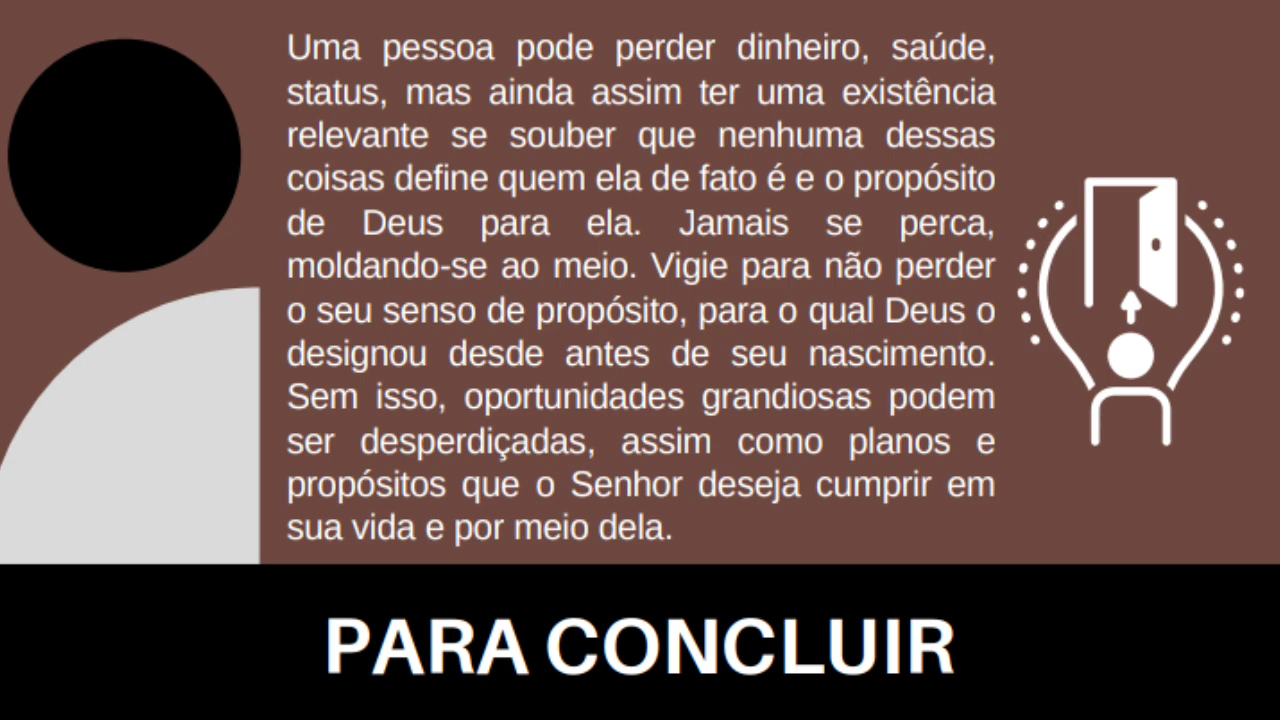 Uma pessoa pode perder dinheiro, saúde,
status, mas ainda assim ter uma existência
relevante se souber que nenhuma dessas
coisas define quem ela de fato é e o propósito
de Deus para ela. Jamais se perca,
moldando-se ao meio. Vigie para não perder
o seu senso de propósito, para o qual Deus o
designou desde antes de seu nascimento.
Sem isso, oportunidades grandiosas podem
ser desperdiçadas, assim como planos e
propósitos que o Senhor deseja cumprir em
sua vida e por meio dela.
PARA CONCLUIR